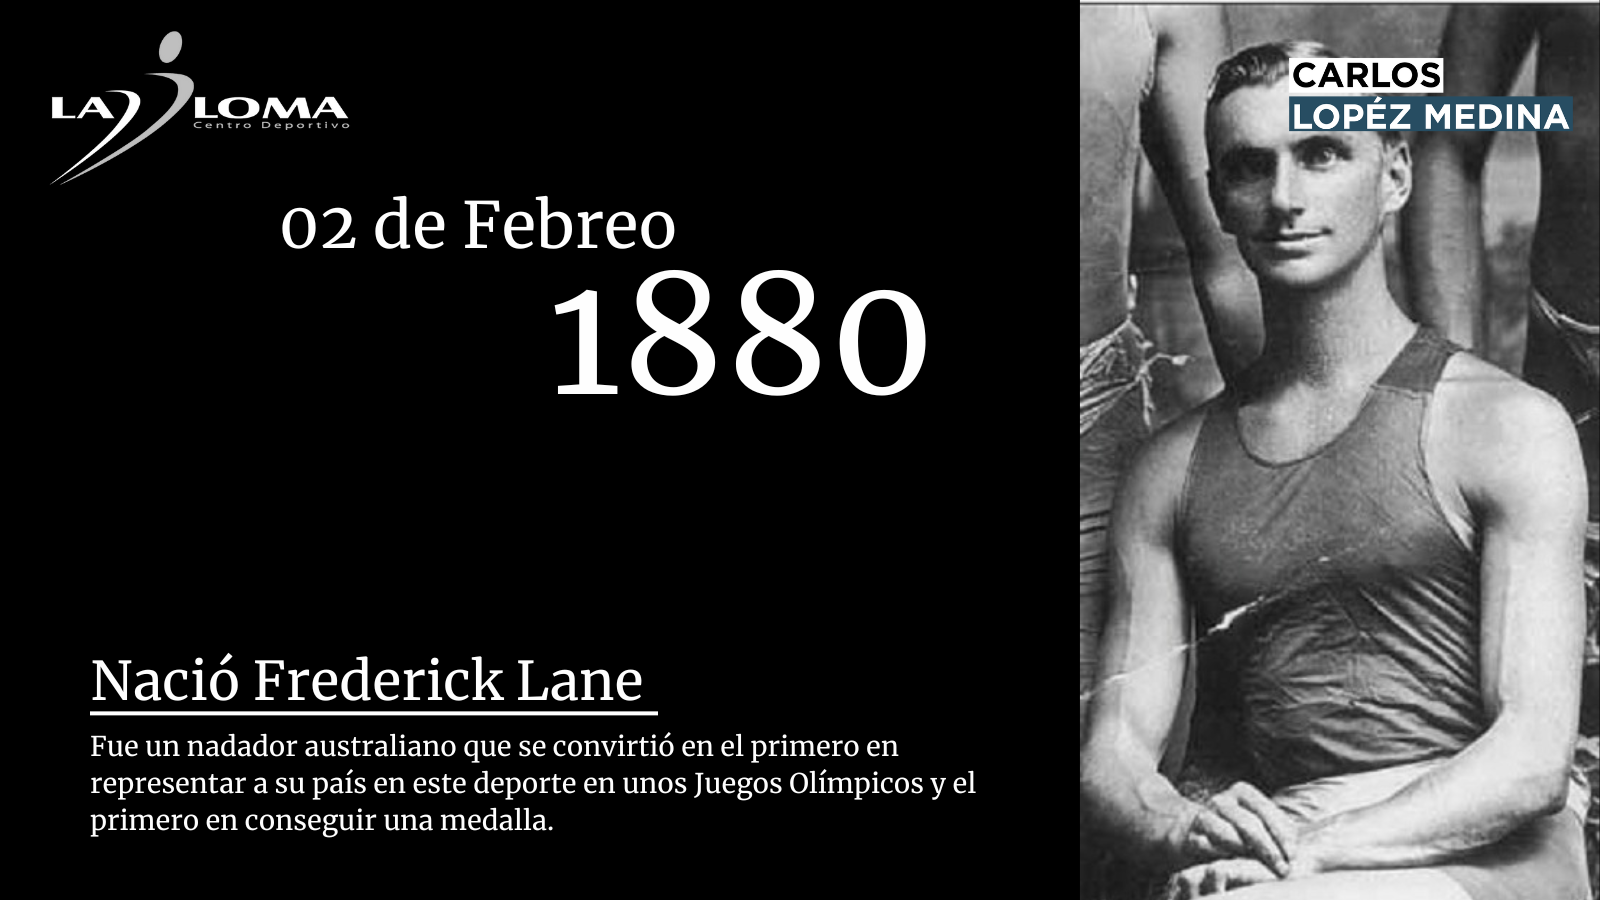 LA LOMA
Centro Deportivo
CARLOS
LOPÉZ MEDINA
02 de Febreo
1880
Nació Frederick Lane
Fue un nadador australiano que se convirtió en el primero en
representar a su país en este deporte en unos Juegos Olímpicos y el
primero en conseguir una medalla.